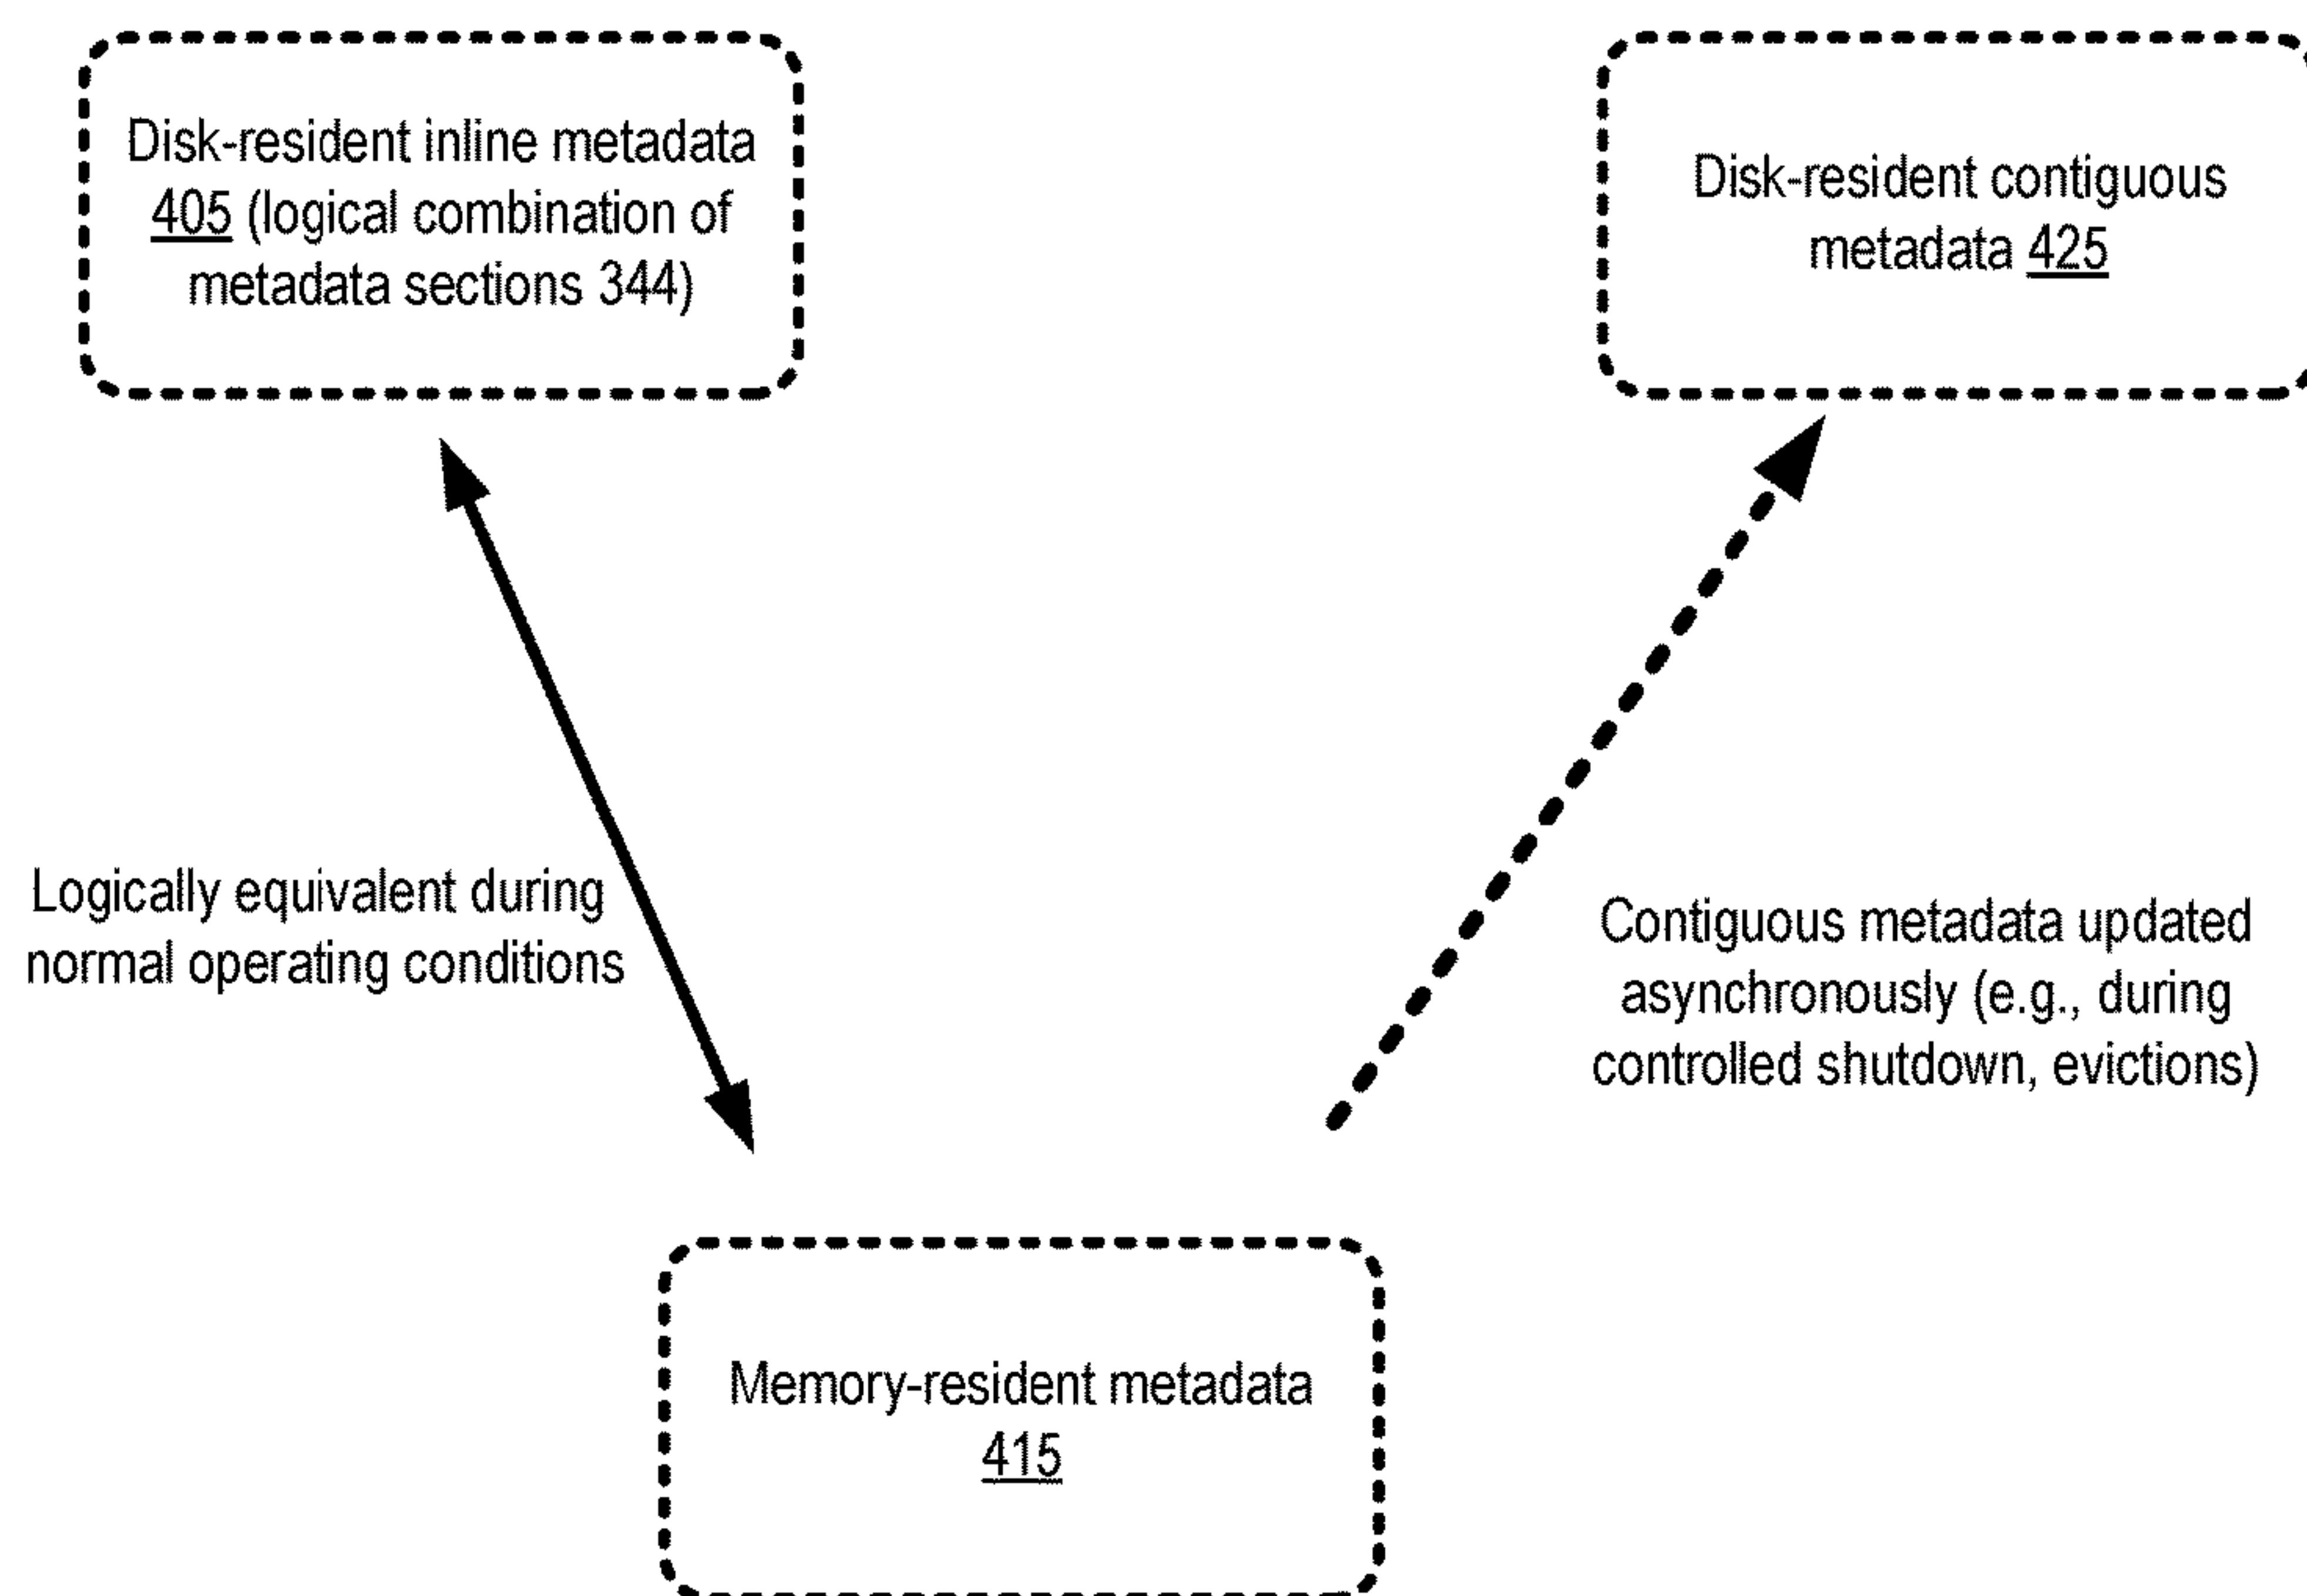 Disk-resident inline metadata
405 (logical combination of
metadata sections 344)
Disk-resident contiguous
metadata 425
Logically equivalent during
normal operating conditions
Contiguous metadata updated
asynchronously (e.g., during
controlled shutdown, evictions)
Memory-resident metadata
415